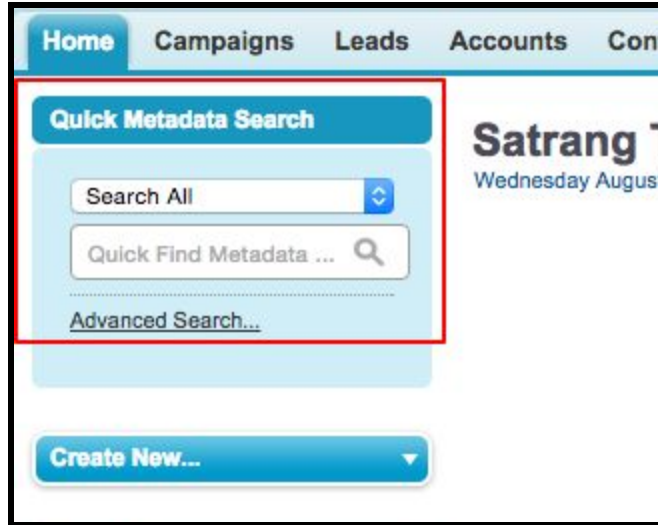 Home Campaigns Leads Accounts Con
Quick Metadata Search
Satrang T
Wednesday Augus
Search All
Quick Find Metadata ...
Advanced Search...
Create New...